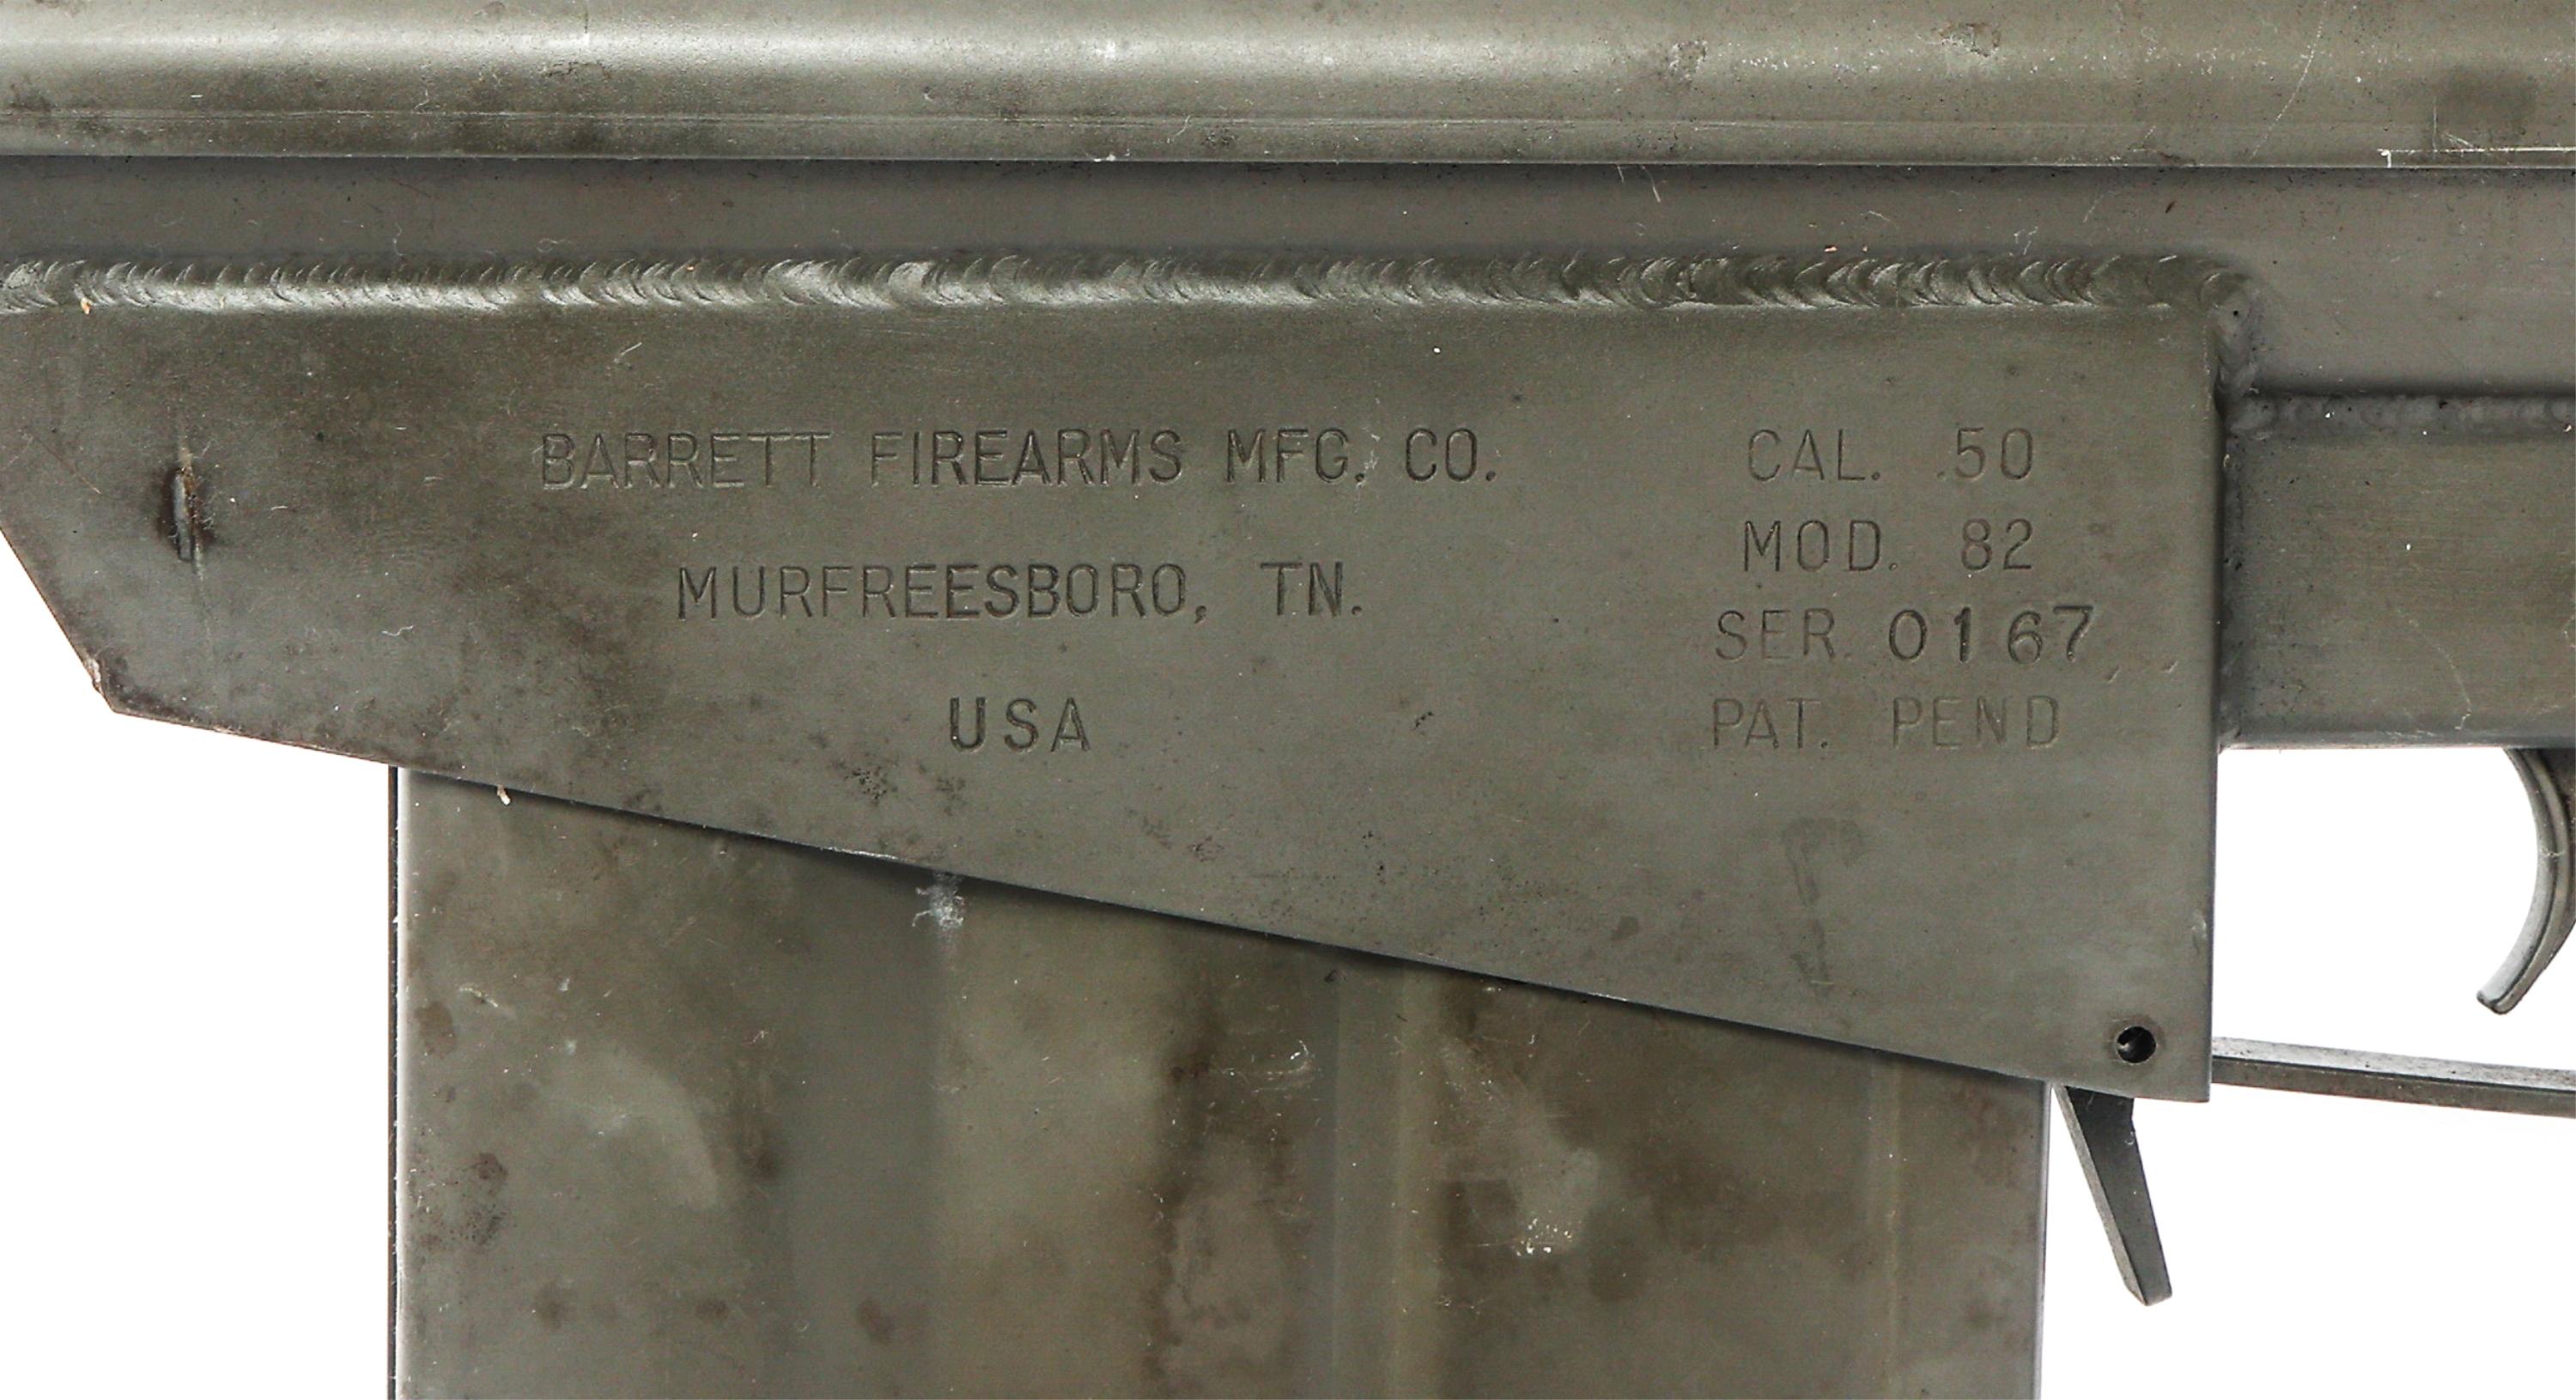 BARRETT FIREARMS MFG. CO.
MURFREESBORO, TN.
USA
CAL. .50
MOD. 82
SER. 0167
PAT. PEND